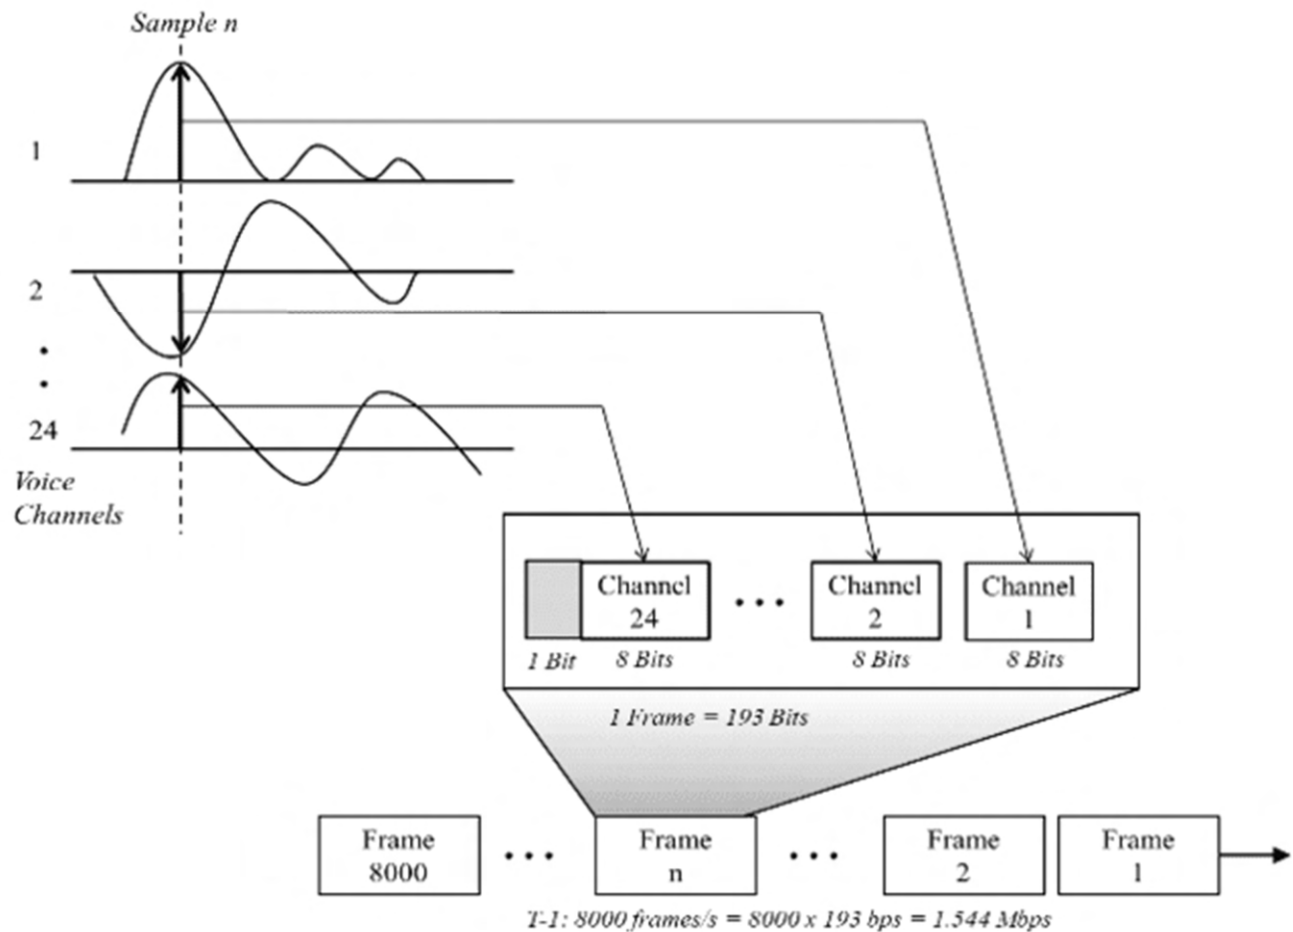 Sample n
1
2
24
Voice
Channels
Channel
24
Channel
2
Channel
1
1 Bit
8 Bits
8 Bits
8 Bits
1 Frame = 193 Bits
Frame
8000
Frame
n
Frame
2
Frame
1
T-1: 8000 frames/s = 8000 x 193 bps = 1.544 Mbps